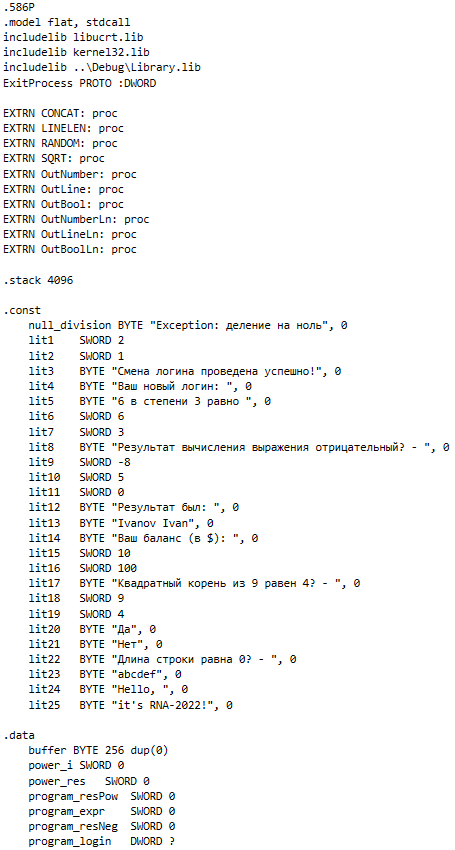 .586P
.model flat, stdcall
includelib libucrt.lib
includelib kernel32.lib
includelib ..\Debug\Library.lib
ExitProcess PROTO :DWORD

EXTRN CONCAT: proc
EXTRN LINELEN: proc
EXTRN RANDOM: proc
EXTRN SQRT: proc
EXTRN OutNumber: proc
EXTRN OutLine: proc
EXTRN OutBool: proc
EXTRN OutNumberLn: proc
EXTRN OutLineLn: proc
EXTRN OutBoolLn: proc

.stack 4096

.const
    null_division BYTE "Exception: деление на ноль", 0
    lit1    SWORD 2
    lit2    SWORD 1
    lit3    BYTE "Смена логина проведена успешно!", 0
    lit4    BYTE "Ваш новый логин: ", 0
    lit5    BYTE "6 в степени 3 равно ", 0
    lit6    SWORD 6
    lit7    SWORD 3
    lit8    BYTE "Результат вычисления выражения отрицательный? - ", 0
    lit9    SWORD -8
    lit10   SWORD 5
    lit11   SWORD 0
    lit12   BYTE "Результат был: ", 0
    lit13   BYTE "Ivanov Ivan", 0
    lit14   BYTE "Ваш баланс (в $): ", 0
    lit15   SWORD 10
    lit16   SWORD 100
    lit17   BYTE "Квадратный корень из 9 равен 4? - ", 0
    lit18   SWORD 9
    lit19   SWORD 4
    lit20   BYTE "Да", 0
    lit21   BYTE "Нет", 0
    lit22   BYTE "Длина строки равна 0? - ", 0
    lit23   BYTE "abcdef", 0
    lit24   BYTE "Hello, ", 0
    lit25   BYTE "it's RNA-2022!", 0

.data
    buffer BYTE 256 dup(0)
    power_i SWORD 0
    power_res   SWORD 0
    program_resPow  SWORD 0
    program_expr    SWORD 0
    program_resNeg  SWORD 0
    program_login   DWORD ?